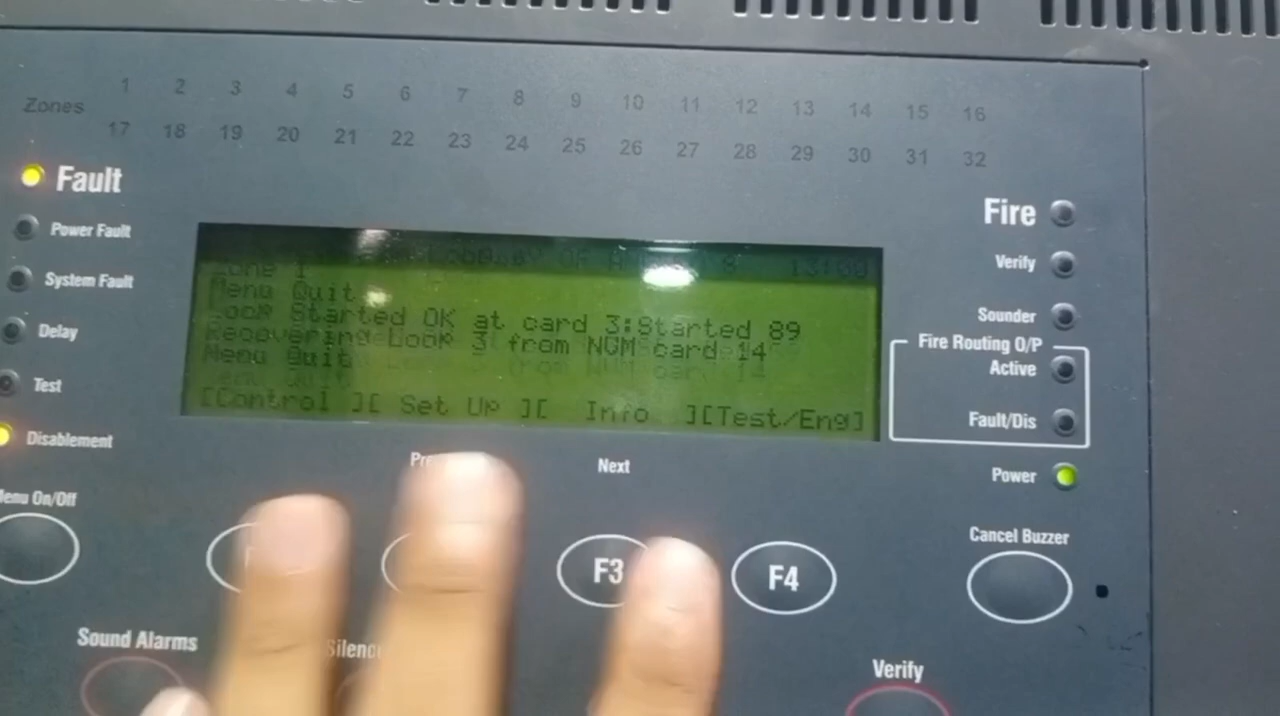 1 2 3 4 5 6 7 8 9 10 11 12 13 14 15 16
Zones
17 18 19 20 21 22 23 24 25 26 27 28 29 30 31 32
Fault
Power Fault
System Fault
Delay
Test
Disablement
Menu Quit
Loop Started OK at card 3:Started 89
Recovering Loop 3 from NGM card 14
Menu Quit
[Control ][ Set Up ][ Info ][Test/Eng]
Fire
Verify
Sounder
Fire Routing O/P
Active
Fault/Dis
Power
Next
Menu On/Off
F3
F4
Cancel Buzzer
Sound Alarms
Verify